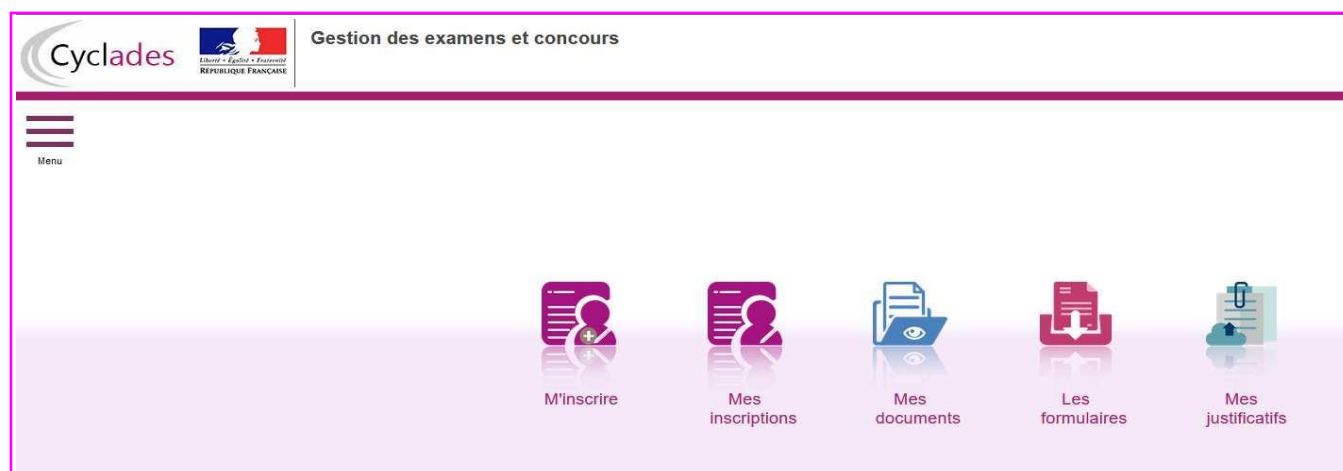 Cyclades
Liberté • Égalité • Fraternité
RÉPUBLIQUE FRANÇAISE
Gestion des examens et concours
Menu
M'inscrire
Mes
inscriptions
Mes
documents
Les
formulaires
Mes
justificatifs